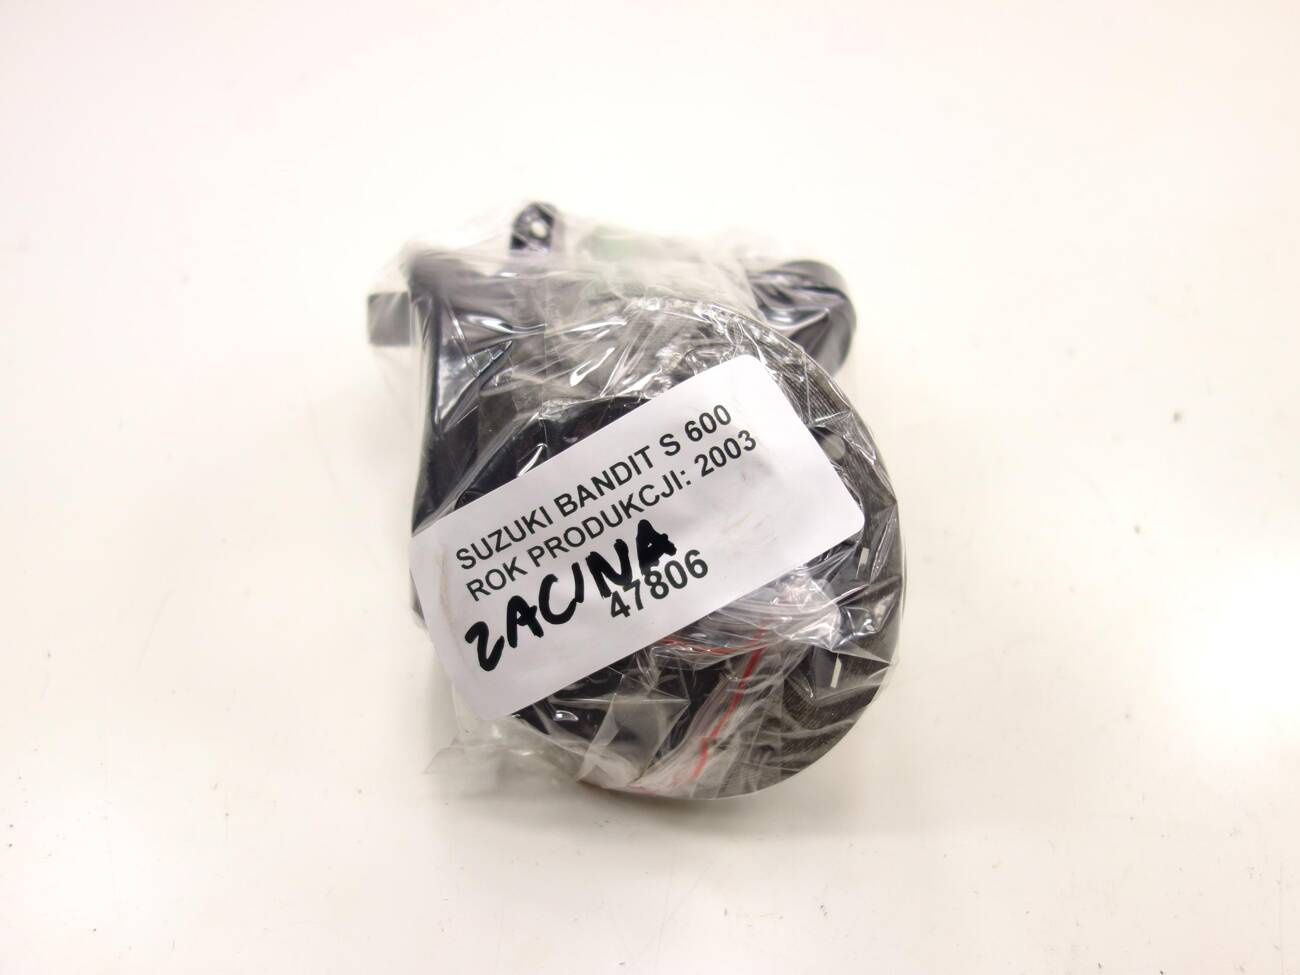 SUZUKI BANDIT S 600
ROK PRODUKCJI: 2003
ZACINA
47806